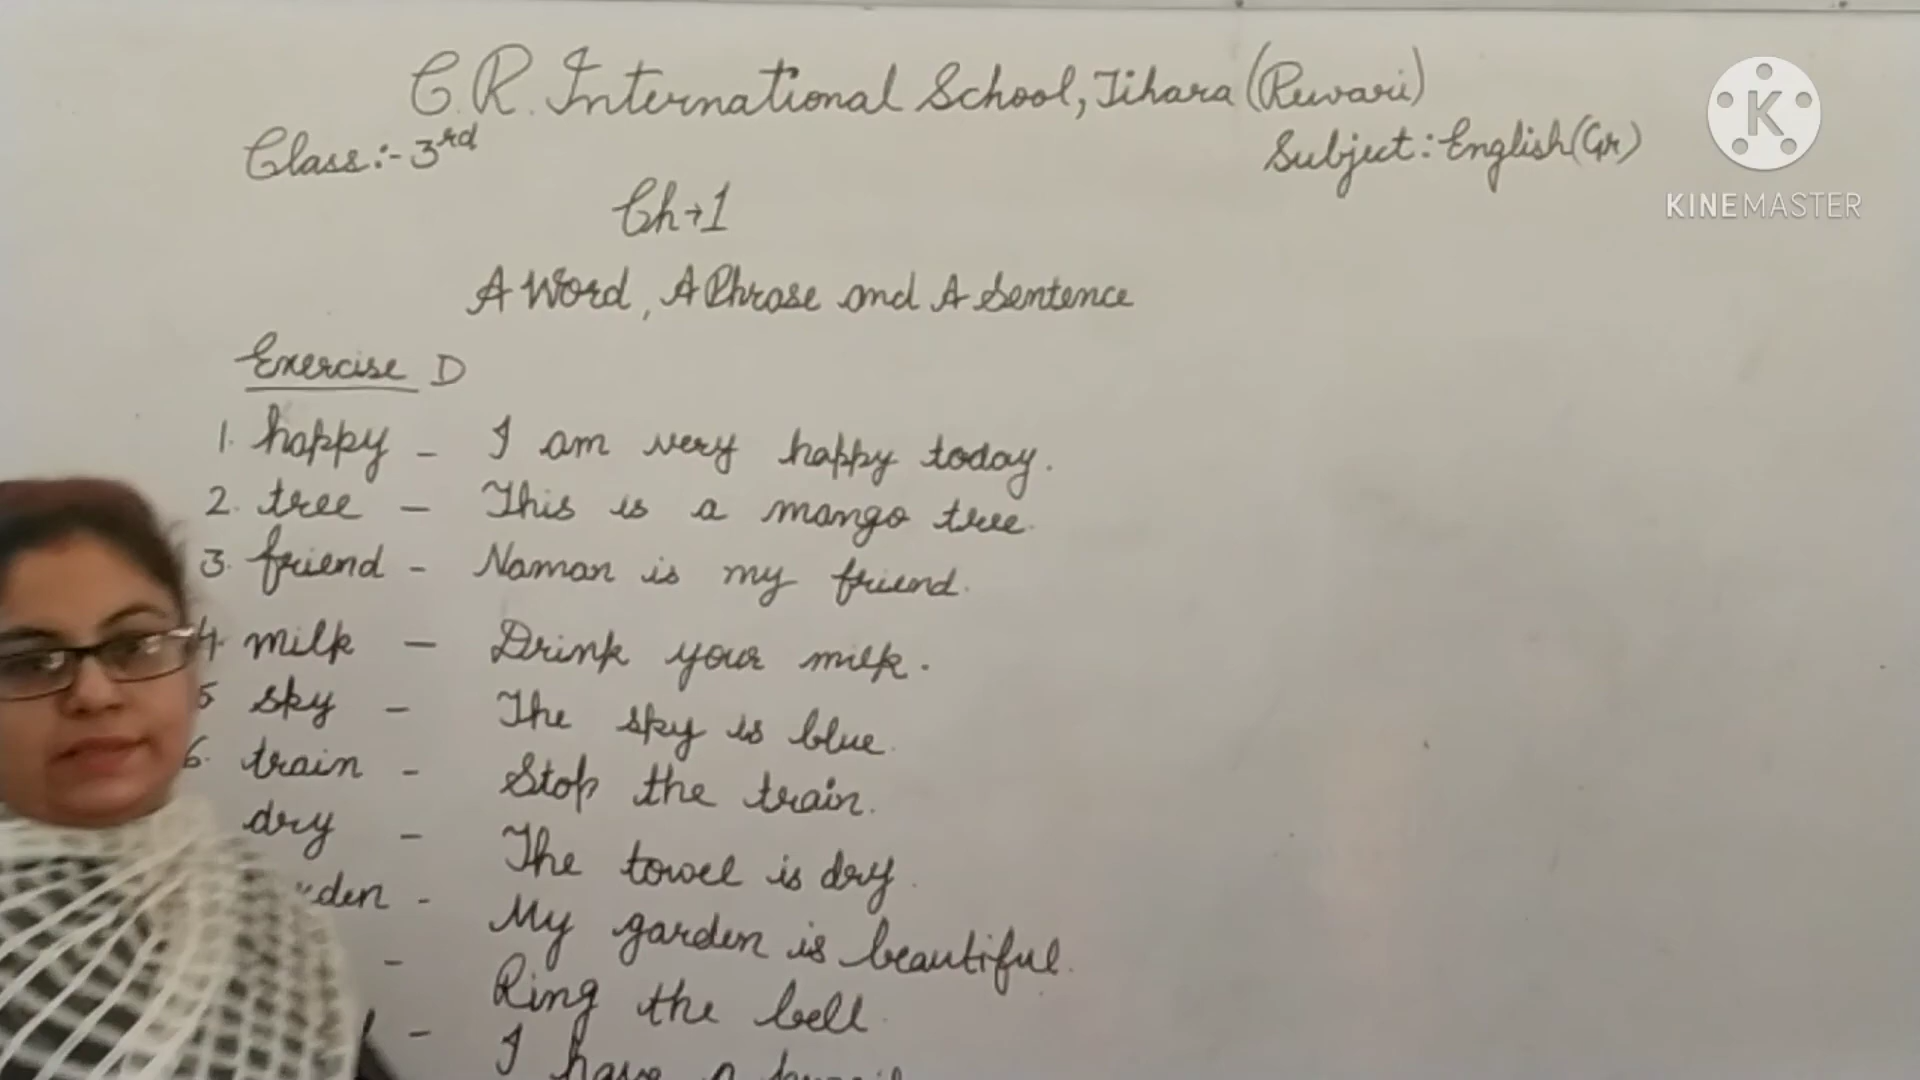 C.R. International School, Jihara (Rewari)
Class:- 3rd
Subject: English (Gr)
Ch→1
A Word, A Phrase and A Sentence
Exercise D
1. happy - I am very happy today.
2. tree - This is a mango tree.
3. friend - Naman is my friend.
4. milk - Drink your milk.
5 sky - The sky is blue.
6. train - Stop the train.
dry - The towel is dry.
den - My garden is beautiful.
- Ring the bell
- I have a
K
KINEMASTER